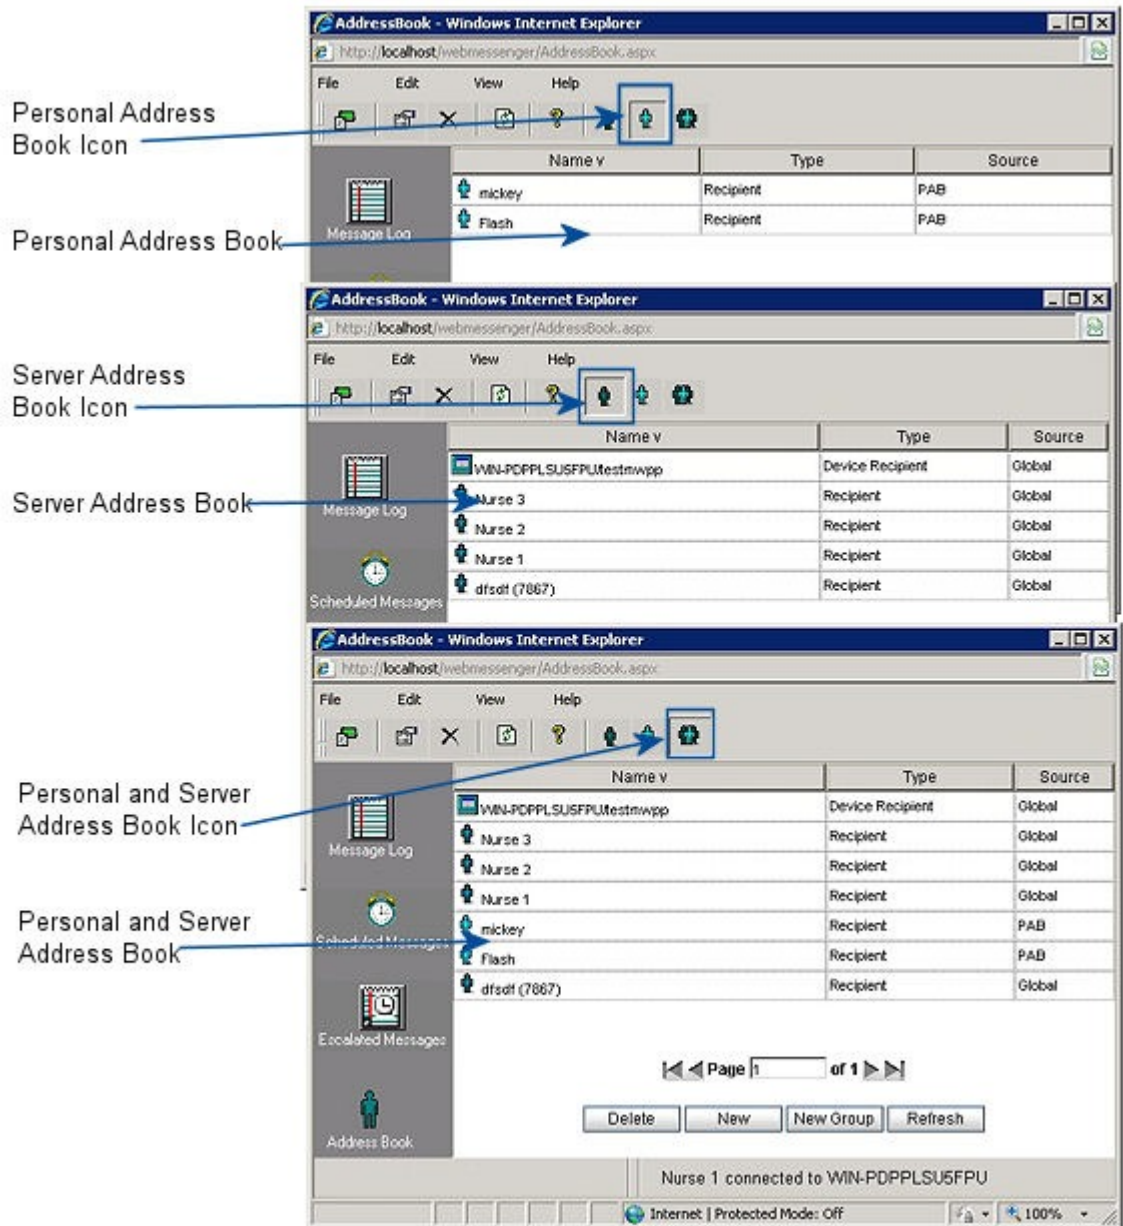 AddressBook - Windows Internet Explorer
http://localhost/webmessenger/AddressBook.aspx
File Edit View Help
Personal Address
Book Icon
Name v Type Source
mickey Recipient PAB
Flash Recipient PAB
Message Log
Personal Address Book
AddressBook - Windows Internet Explorer
http://localhost/webmessenger/AddressBook.aspx
File Edit View Help
Server Address
Book Icon
Name v Type Source
WIN-PDPPLSU5FPU\testmwpp Device Recipient Global
Server Address Book
Nurse 3 Recipient Global
Message Log
Nurse 2 Recipient Global
Nurse 1 Recipient Global
dfsdf (7867) Recipient Global
Scheduled Messages
AddressBook - Windows Internet Explorer
http://localhost/webmessenger/AddressBook.aspx
File Edit View Help
Personal and Server
Address Book Icon
Name v Type Source
WIN-PDPPLSU5FPU\testmwpp Device Recipient Global
Nurse 3 Recipient Global
Message Log
Nurse 2 Recipient Global
Nurse 1 Recipient Global
Personal and Server
Address Book
mickey Recipient PAB
Scheduled Messages
Flash Recipient PAB
dfsdf (7867) Recipient Global
Escalated Messages
Page 1 of 1
Delete New New Group Refresh
Address Book
Nurse 1 connected to WIN-PDPPLSU5FPU
Internet | Protected Mode: Off 100%